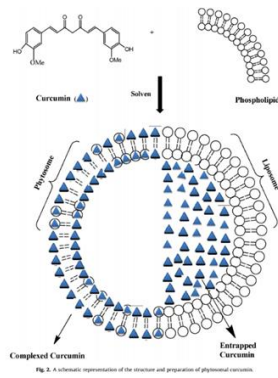 HO
OMe
OMe
OH
Curcumin
Phospholipid
Solven
Phytosome
Liposome
Complexed Curcumin
Entrapped
Curcumin
Fig. 2. A schematic representation of the structure and preparation of phytosomal curcumin.